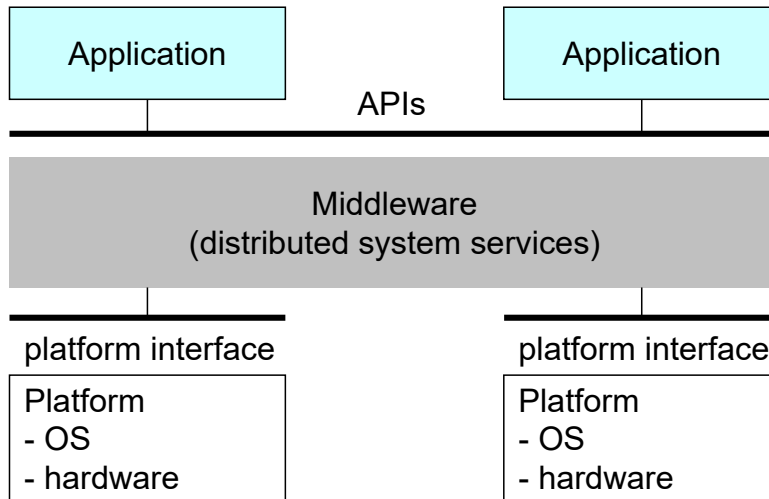 Application
Application
APIs
Middleware
(distributed system services)
platform interface
platform interface
Platform
- OS
- hardware
Platform
- OS
- hardware